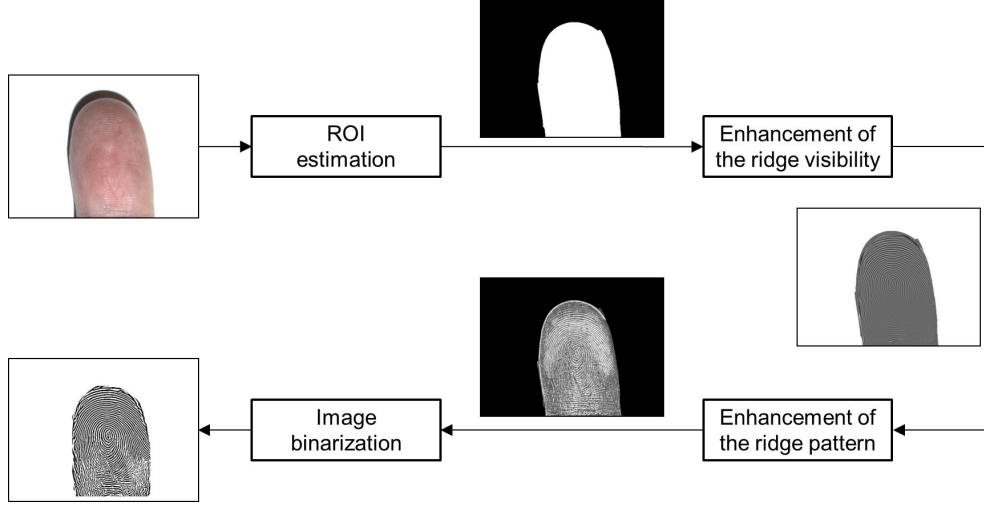 ROI
estimation
Enhancement of
the ridge visibility
Image
binarization
Enhancement of
the ridge pattern